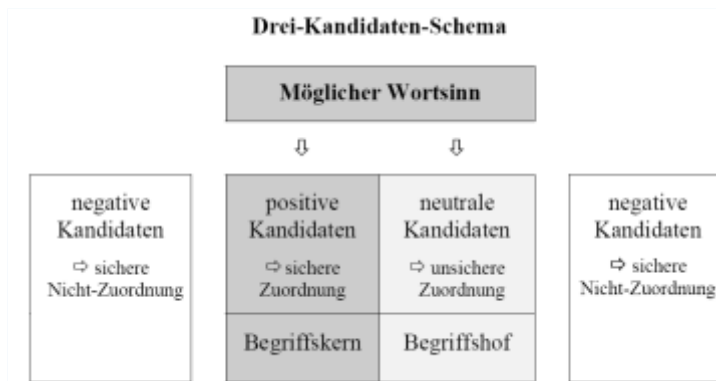 Drei-Kandidaten-Schema
Möglicher Wortsinn
⇩ ⇩
negative
Kandidaten
⇨ sichere
Nicht-Zuordnung
positive
Kandidaten
⇨ sichere
Zuordnung
Begriffskern
neutrale
Kandidaten
⇨ unsichere
Zuordnung
Begriffshof
negative
Kandidaten
⇨ sichere
Nicht-Zuordnung